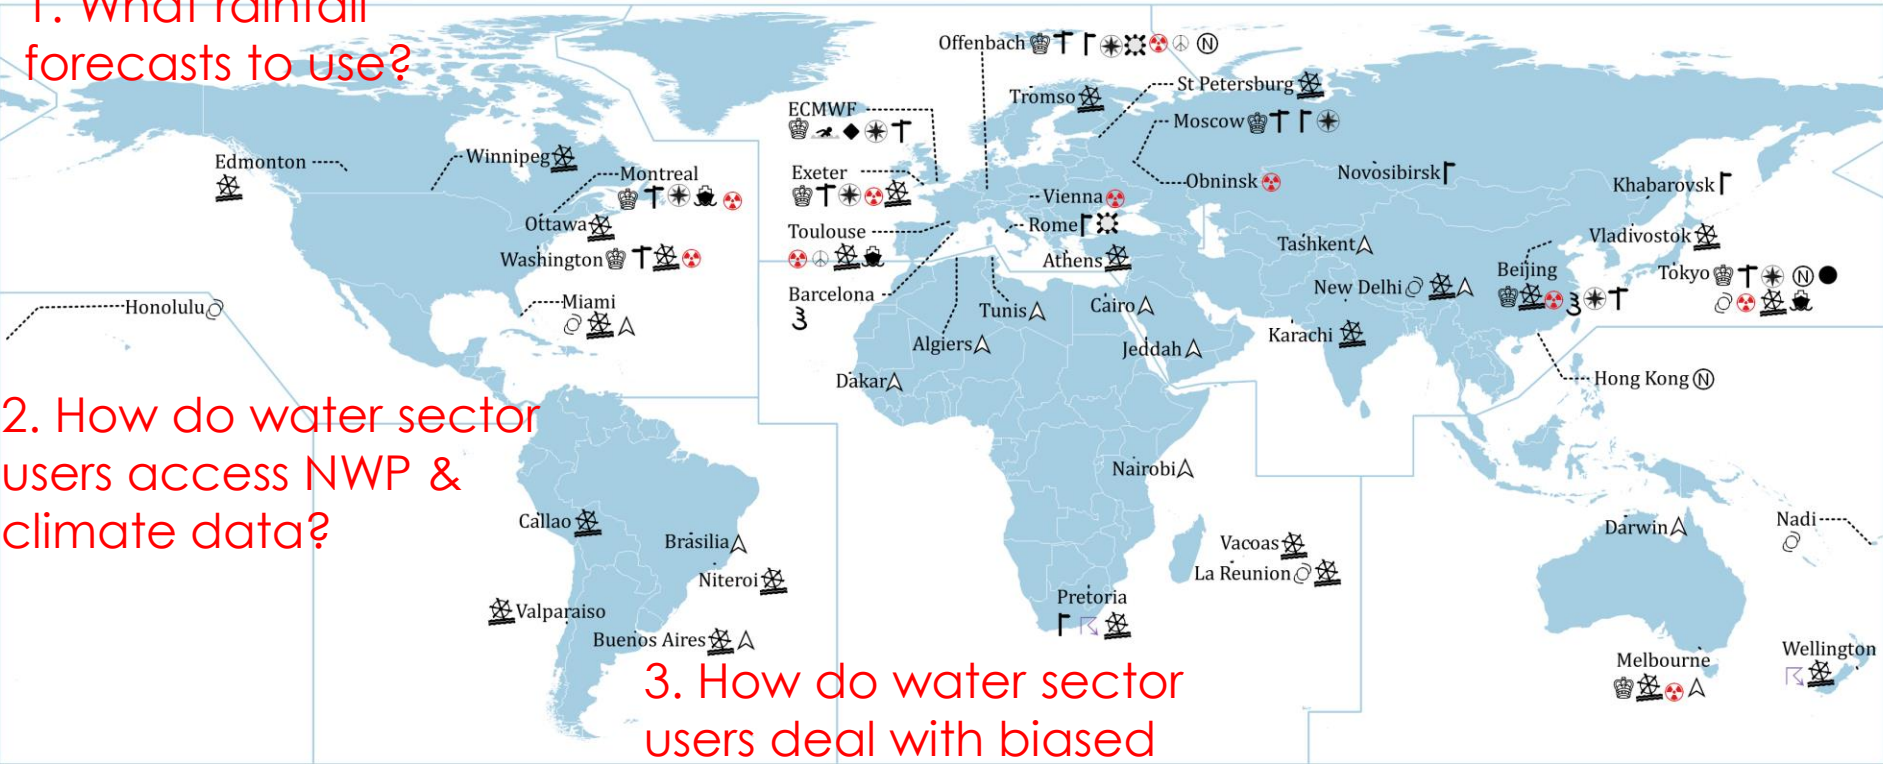 1. What rainfall
forecasts to use?
Offenbach N
St Petersburg
Tromso
ECMWF
Moscow
Edmonton
Winnipeg
Montreal
Exeter
Novosibirsk
Obninsk
Khabarovsk
Vienna
Ottawa
Toulouse
Rome
Vladivostok
Washington
Athens
Tashkent
Beijing
Tokyo N
New Delhi
Barcelona
Honolulu
Miami
Tunis
Cairo
Karachi
Algiers
Jeddah
Dakar
Hong Kong N
2. How do water sector
users access NWP &
climate data?
Nairobi
Callao
Brasilia
Darwin
Nadi
Vacoas
Niteroi
La Reunion
Pretoria
Valparaiso
Buenos Aires
Wellington
Melbourne
3. How do water sector
users deal with biased